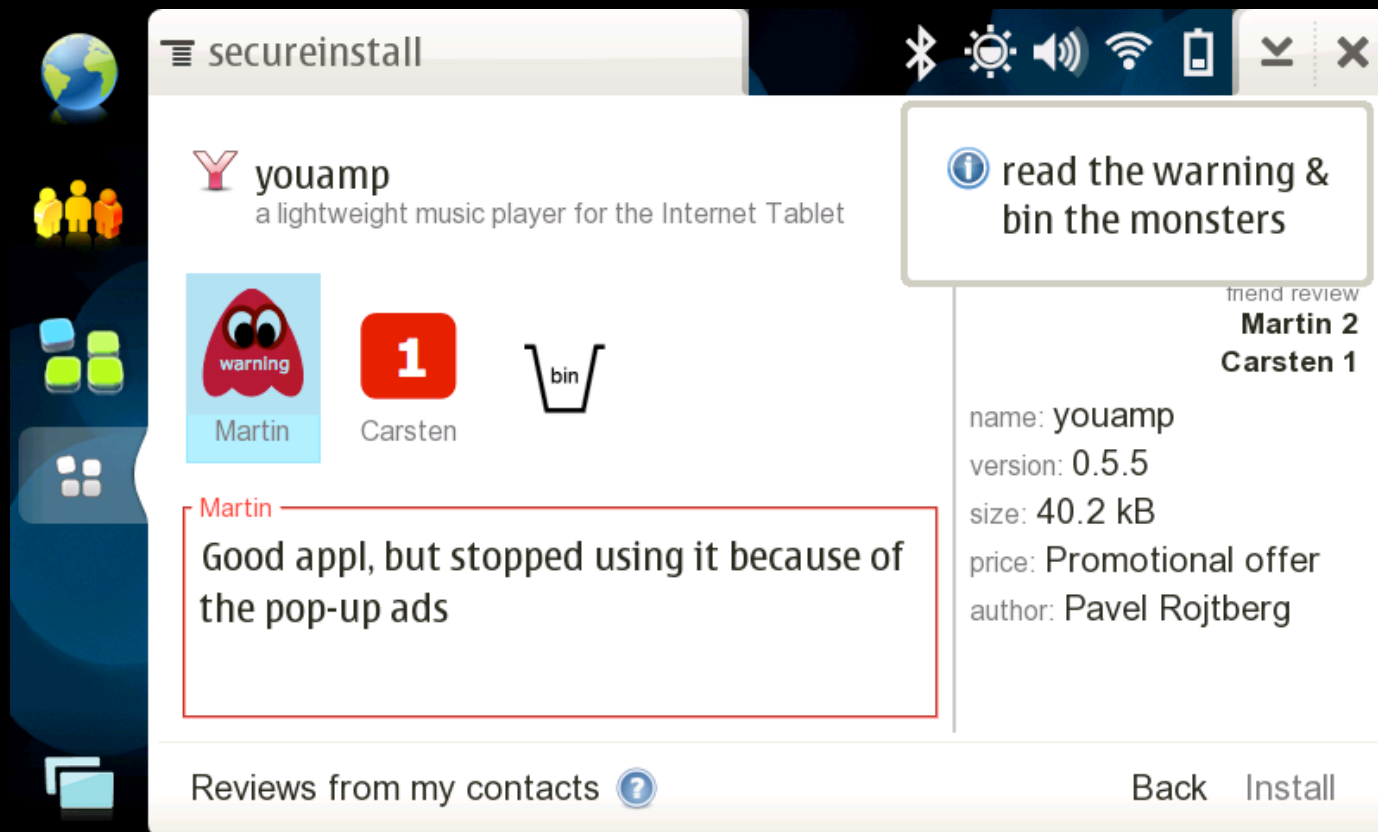 secureinstall
youamp
a lightweight music player for the Internet Tablet
read the warning &
bin the monsters
warning
Martin
1
Carsten
bin
friend review
Martin 2
Carsten 1
name: youamp
version: 0.5.5
size: 40.2 kB
price: Promotional offer
author: Pavel Rojtberg
Martin
Good appl, but stopped using it because of
the pop-up ads
Reviews from my contacts ?
Back Install